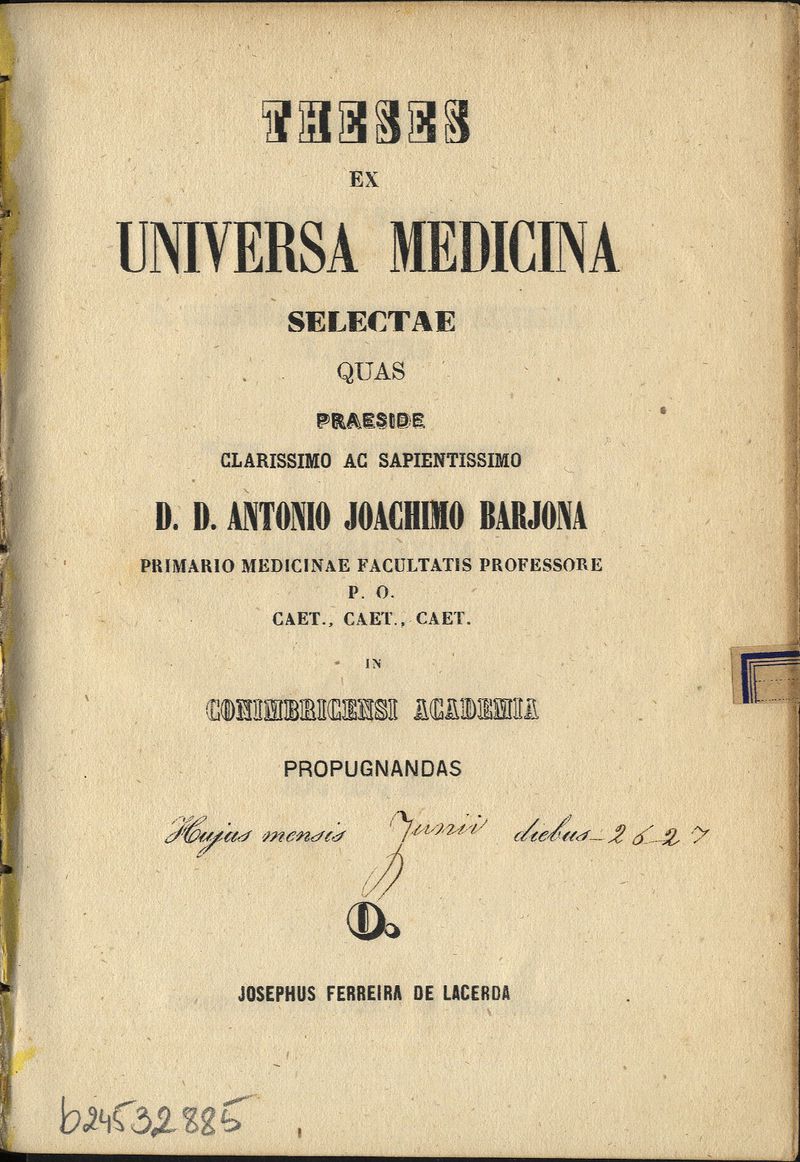 THESES
EX
UNIVERSA MEDICINA
SELECTAE
QUAS
PRAESIDE
CLARISSIMO AC SAPIENTISSIMO
D. D. ANTONIO JOACHIMO BARJONA
PRIMARIO MEDICINAE FACULTATIS PROFESSORE
P. O.
CAET., CAET., CAET.
IN
CONIMBRICENSI ACADEMIA
PROPUGNANDAS
Hujus mensis Junii diebus 26 27
O.
JOSEPHUS FERREIRA DE LACERDA
b24532885